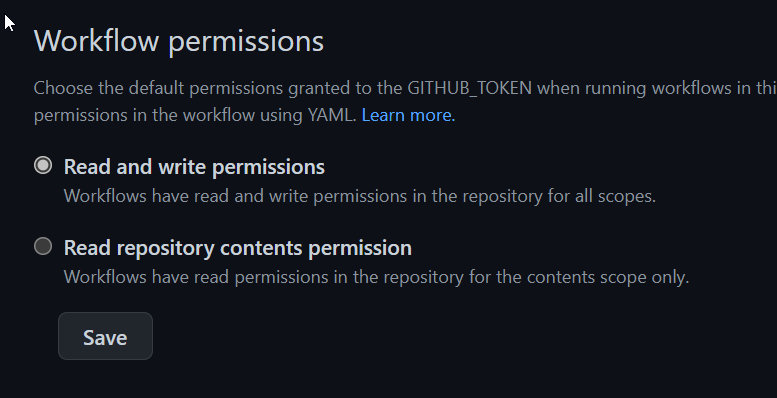 Workflow permissions
Choose the default permissions granted to the GITHUB_TOKEN when running workflows in thi
permissions in the workflow using YAML. Learn more.
Read and write permissions
Workflows have read and write permissions in the repository for all scopes.
Read repository contents permission
Workflows have read permissions in the repository for the contents scope only.
Save